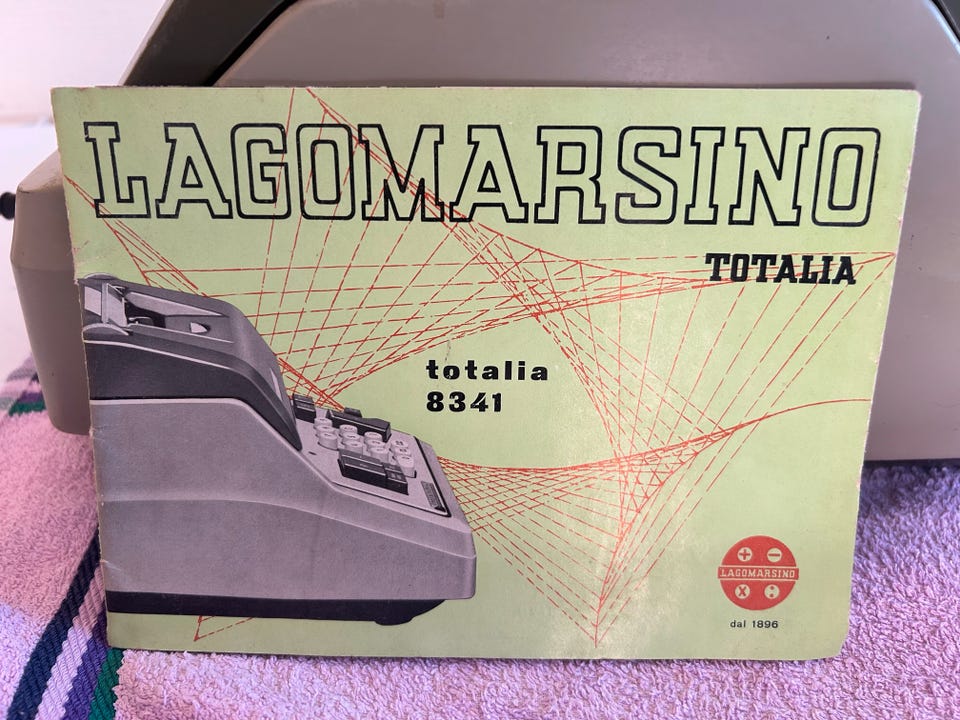 LAGOMARSINO
TOTALIA
totalia
8341
LAGOMARSINO
dal 1896